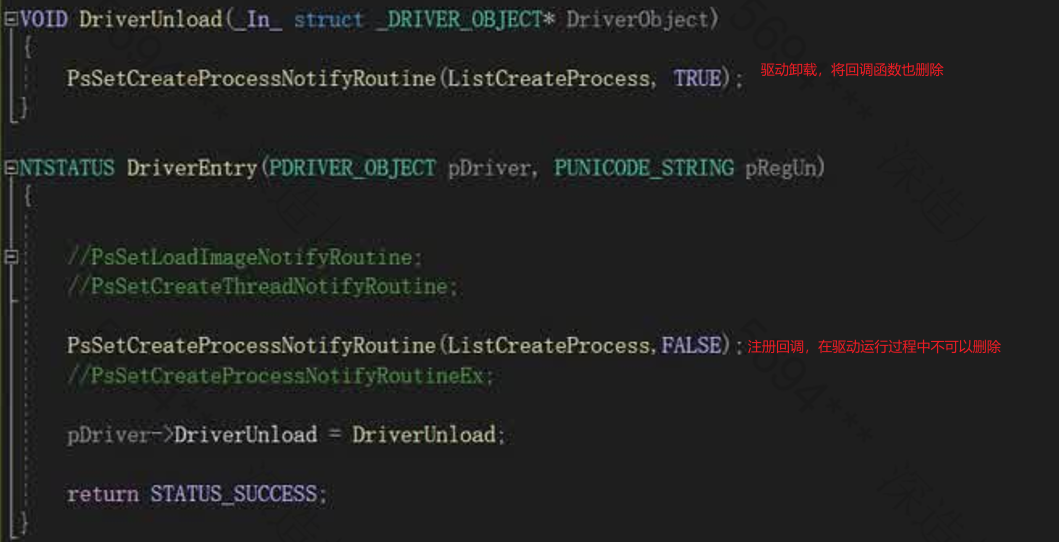 VOID DriverUnload(_In_ struct _DRIVER_OBJECT* DriverObject)
{
PsSetCreateProcessNotifyRoutine(ListCreateProcess, TRUE); 驱动卸载，将回调函数也删除
}
NTSTATUS DriverEntry(PDRIVER_OBJECT pDriver, PUNICODE_STRING pRegUn)
{
//PsSetLoadImageNotifyRoutine;
//PsSetCreateThreadNotifyRoutine;
PsSetCreateProcessNotifyRoutine(ListCreateProcess,FALSE); 注册回调，在驱动运行过程中不可以删除
//PsSetCreateProcessNotifyRoutineEx;
pDriver->DriverUnload = DriverUnload;
return STATUS_SUCCESS;
}